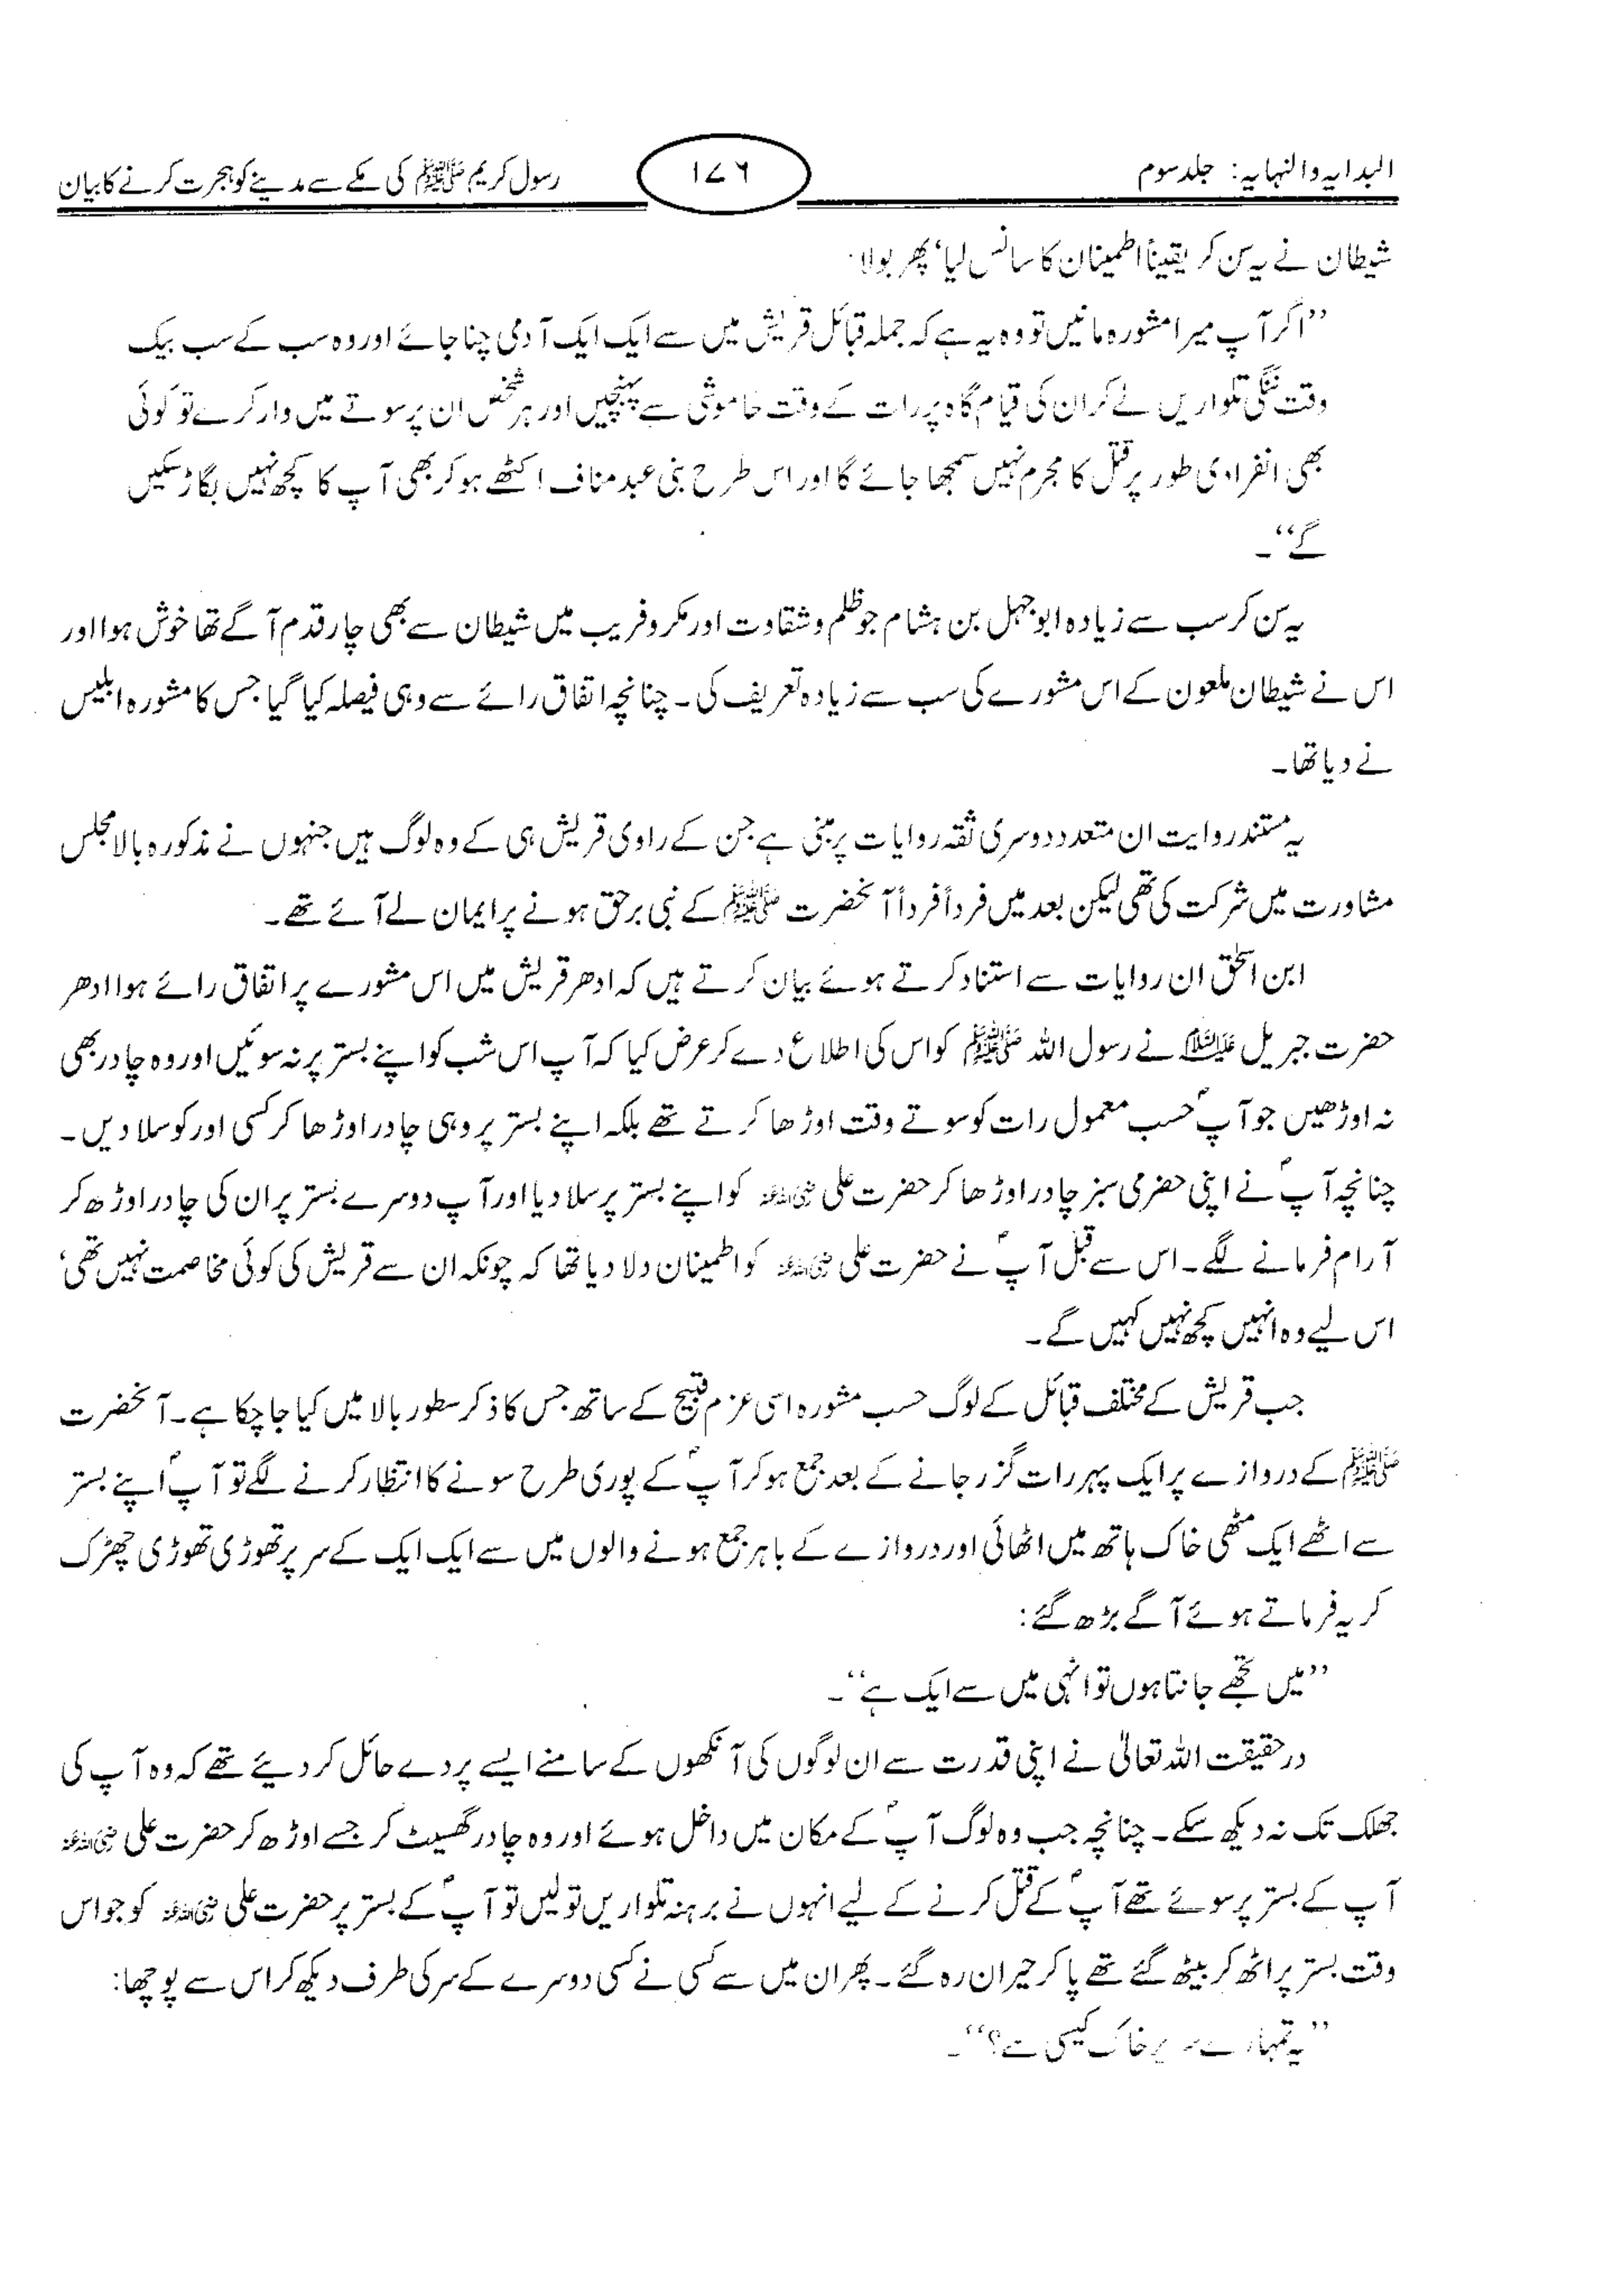 البدایہ والنہایہ: جلد سوم
۱۷۶
رسول کریم ﷺ کی مکے سے مدینے کو ہجرت کرنے کا بیان
شیطان نے یہ سن کر یقیناً اطمینان کا سانس لیا‘ پھر بولا:
’’اگر آپ میرا مشورہ مانیں تو وہ یہ ہے کہ جملہ قبائل قریش میں سے ایک ایک آدمی چنا جائے اور وہ سب کے سب بیک
وقت ننگی تلواریں لے کر ان کی قیام گاہ پر رات کے وقت خاموشی سے پہنچیں اور ہر شخص ان پر سوتے میں وار کرے تو کوئی
بھی انفرادی طور پر قتل کا مجرم نہیں سمجھا جائے گا اور اس طرح بنی عبد مناف اکٹھے ہو کر بھی آپ کا کچھ نہیں بگاڑ سکیں
گے‘‘۔
یہ سن کر سب سے زیادہ ابوجہل بن ہشام جو ظلم و شقاوت اور مکر و فریب میں شیطان سے بھی چار قدم آگے تھا خوش ہوا اور
اس نے شیطان ملعون کے اس مشورے کی سب سے زیادہ تعریف کی۔ چنانچہ اتفاق رائے سے وہی فیصلہ کیا گیا جس کا مشورہ ابلیس
نے دیا تھا۔
یہ مستند روایت ان متعدد دوسری ثقہ روایات پر مبنی ہے جن کے راوی قریش ہی کے وہ لوگ ہیں جنہوں نے مذکورہ بالا مجلس
مشاورت میں شرکت کی تھی لیکن بعد میں فرداً فرداً آنحضرت ﷺ کے نبی برحق ہونے پر ایمان لے آئے تھے۔
ابن اسحٰق ان روایات سے استناد کرتے ہوئے بیان کرتے ہیں کہ ادھر قریش میں اس مشورے پر اتفاق رائے ہوا ادھر
حضرت جبریل علیہ السلام نے رسول اللہ ﷺ کو اس کی اطلاع دے کر عرض کیا کہ آپ اس شب کو اپنے بستر پر نہ سوئیں اور وہ چادر بھی
نہ اوڑھیں جو آپؐ حسب معمول رات کو سوتے وقت اوڑھا کرتے تھے بلکہ اپنے بستر پر وہی چادر اوڑھا کر کسی اور کو سلا دیں۔
چنانچہ آپؐ نے اپنی حضرمی سبز چادر اوڑھا کر حضرت علی رضی اللہ عنہ کو اپنے بستر پر سلا دیا اور آپ دوسرے بستر پر ان کی چادر اوڑھ کر
آرام فرمانے لگے۔ اس سے قبل آپؐ نے حضرت علی رضی اللہ عنہ کو اطمینان دلا دیا تھا کہ چونکہ ان سے قریش کی کوئی مخاصمت نہیں تھی‘
اس لیے وہ انہیں کچھ نہیں کہیں گے۔
جب قریش کے مختلف قبائل کے لوگ حسب مشورہ اسی عزم قبیح کے ساتھ جس کا ذکر سطور بالا میں کیا جا چکا ہے۔ آنحضرت
ﷺ کے دروازے پر ایک پہر رات گزر جانے کے بعد جمع ہو کر آپؐ کے پوری طرح سونے کا انتظار کرنے لگے تو آپؐ اپنے بستر
سے اٹھے ایک مٹھی خاک ہاتھ میں اٹھائی اور دروازے کے باہر جمع ہونے والوں میں سے ایک ایک کے سر پر تھوڑی تھوڑی چھڑک
کر یہ فرماتے ہوئے آگے بڑھ گئے:
’’میں تجھے جانتا ہوں تو انہی میں سے ایک ہے‘‘۔
درحقیقت اللہ تعالیٰ نے اپنی قدرت سے ان لوگوں کی آنکھوں کے سامنے ایسے پردے حائل کر دیئے تھے کہ وہ آپ کی
جھلک تک نہ دیکھ سکے۔ چنانچہ جب وہ لوگ آپؐ کے مکان میں داخل ہوئے اور وہ چادر گھسیٹ کر جسے اوڑھ کر حضرت علی رضی اللہ عنہ
آپ کے بستر پر سوئے تھے آپؐ کے قتل کرنے کے لیے انہوں نے برہنہ تلواریں تولیں تو آپؐ کے بستر پر حضرت علی رضی اللہ عنہ کو جو اس
وقت بستر پر اٹھ کر بیٹھ گئے تھے پا کر حیران رہ گئے۔ پھر ان میں سے کسی نے کسی دوسرے کے سر کی طرف دیکھ کر اس سے پوچھا:
’’یہ تمہارے سر پر خاک کیسی ہے؟‘‘۔